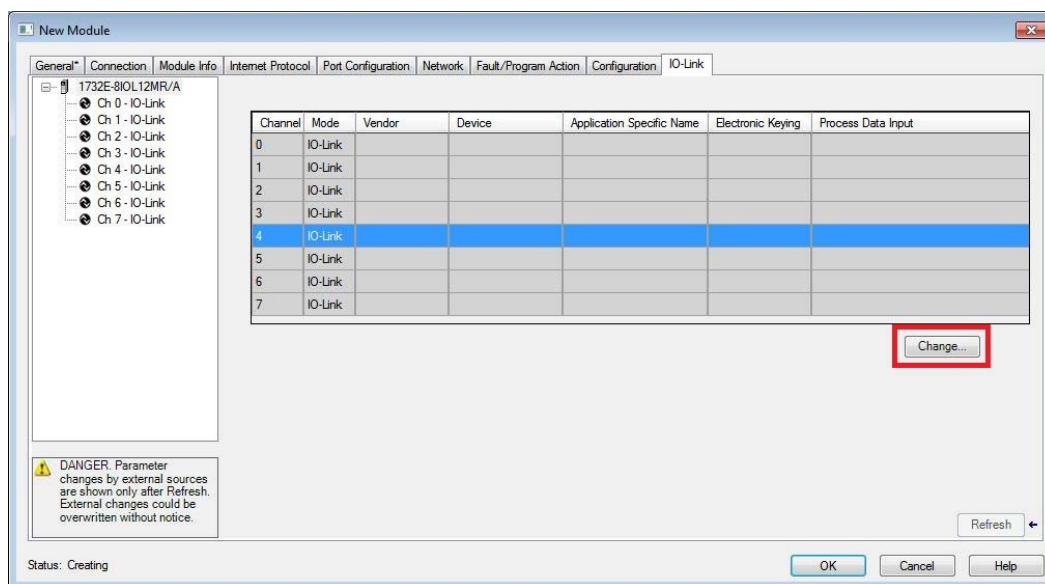 New Module
General* Connection Module Info Internet Protocol Port Configuration Network Fault/Program Action Configuration IO-Link
1732E-8IOL12MR/A
Ch 0 - IO-Link
Ch 1 - IO-Link
Ch 2 - IO-Link
Ch 3 - IO-Link
Ch 4 - IO-Link
Ch 5 - IO-Link
Ch 6 - IO-Link
Ch 7 - IO-Link
Channel Mode Vendor Device Application Specific Name Electronic Keying Process Data Input
0 IO-Link
1 IO-Link
2 IO-Link
3 IO-Link
4 IO-Link
5 IO-Link
6 IO-Link
7 IO-Link
Change...
DANGER. Parameter
changes by external sources
are shown only after Refresh.
External changes could be
overwritten without notice.
Refresh
Status: Creating
OK Cancel Help